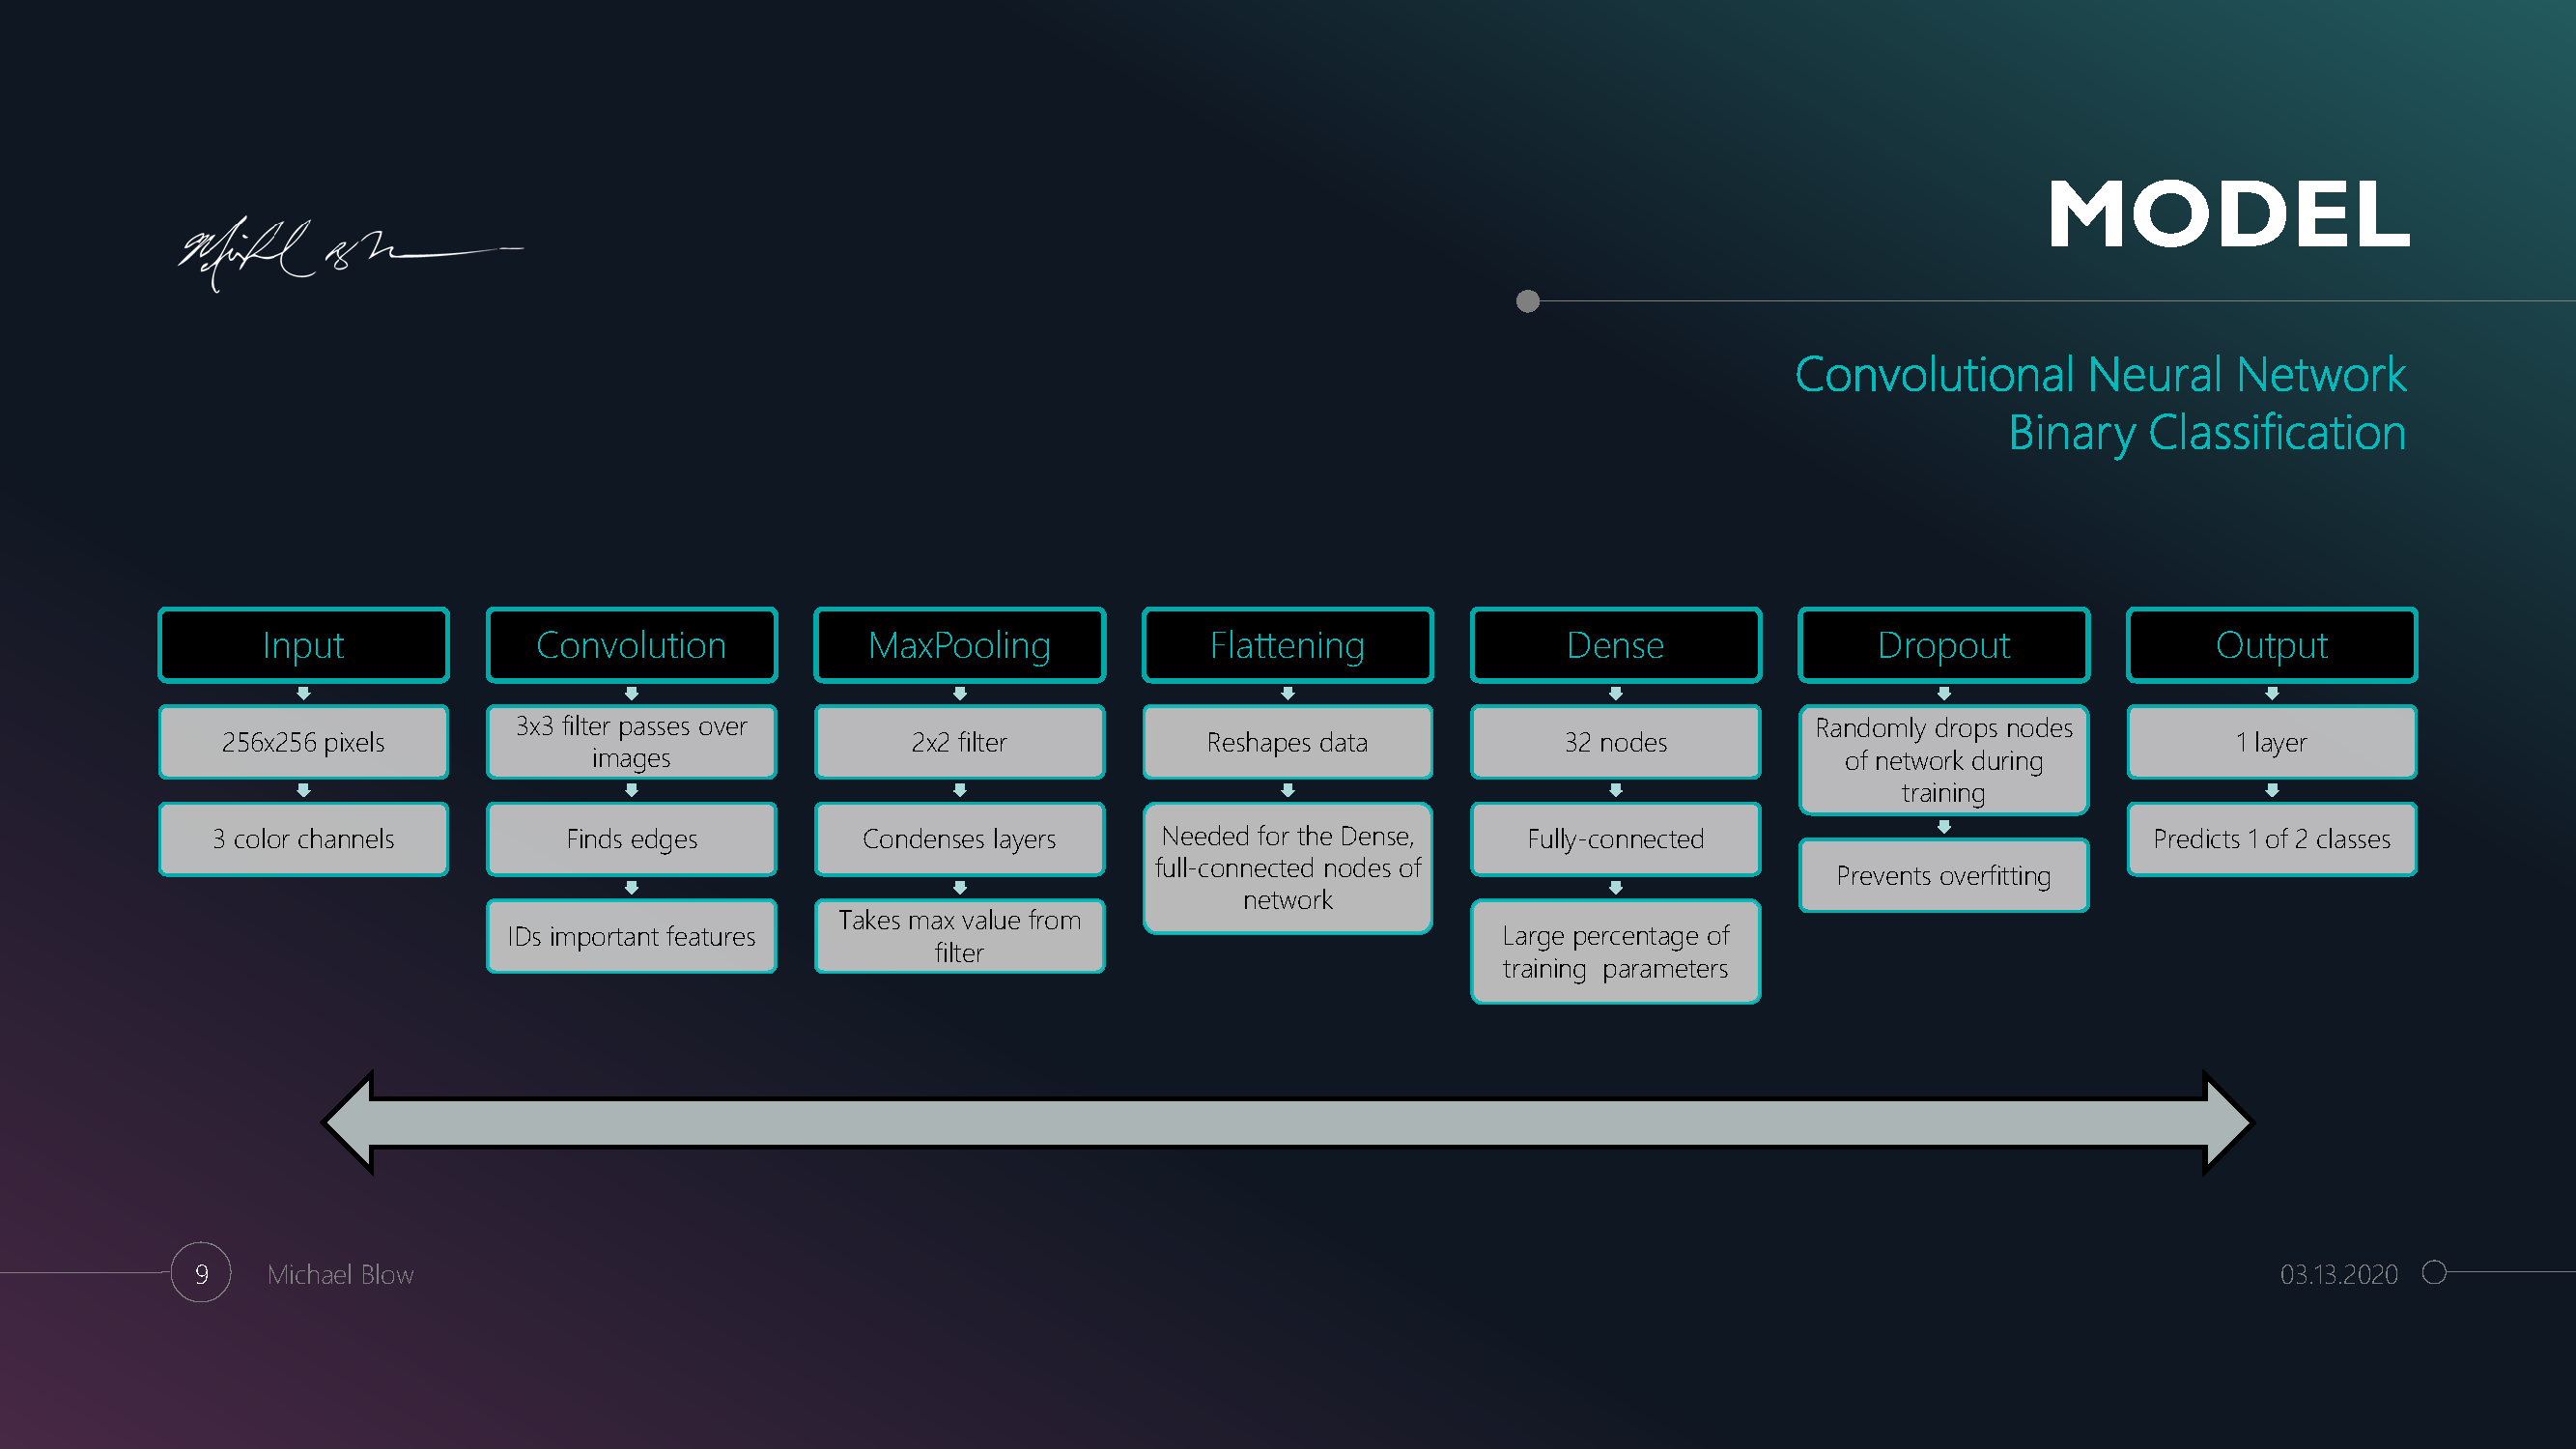 MODEL
Convolutional Neural Network
Binary Classification
Input
256x256 pixels
3 color channels
Convolution
3x3 filter passes over
images
Finds edges
IDs important features
MaxPooling
2x2 filter
Condenses layers
Takes max value from
filter
Flattening
Reshapes data
Needed for the Dense,
full-connected nodes of
network
Dense
32 nodes
Fully-connected
Large percentage of
training parameters
Dropout
Randomly drops nodes
of network during
training
Prevents overfitting
Output
1 layer
Predicts 1 of 2 classes
9
Michael Blow
03.13.2020